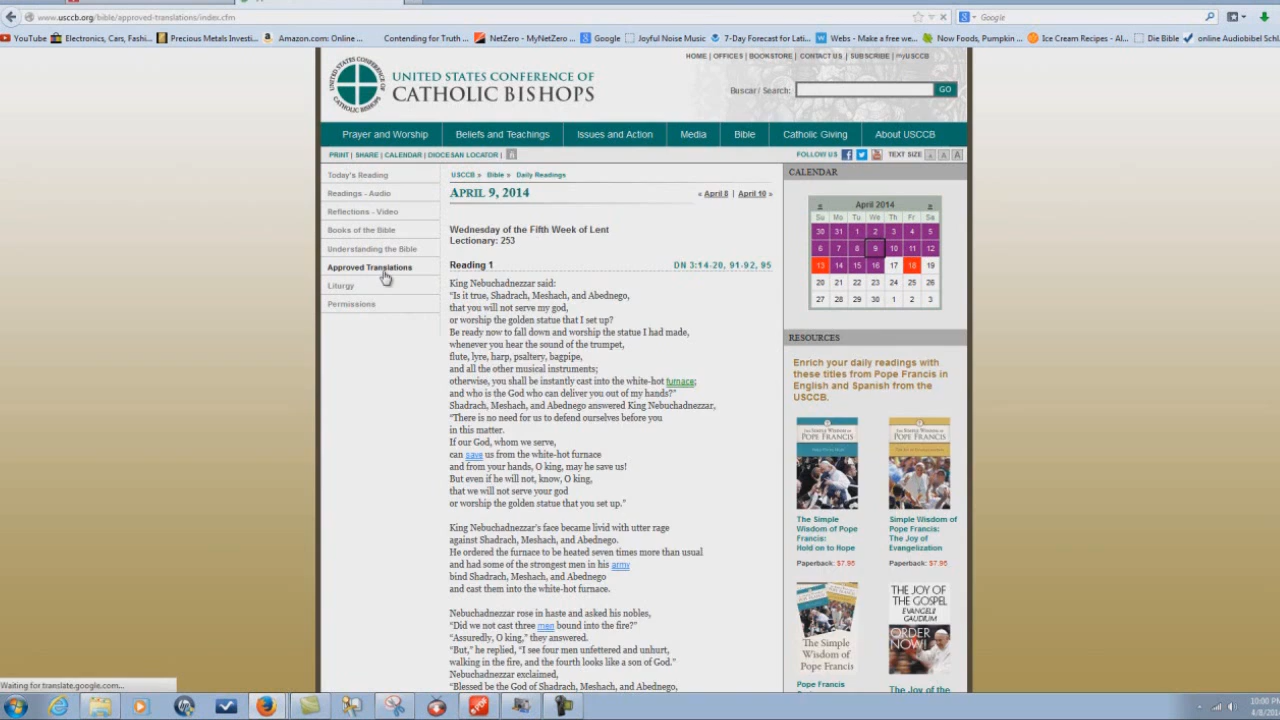 www.usccb.org/bible/approved-translations/index.cfm
Google
YouTube Electronics, Cars, Fashi... Precious Metals Investi... Amazon.com: Online ... Contending for Truth ... NetZero - MyNetZero ... Google Joyful Noise Music 7-Day Forecast for Lati... Webs - Make a free we... Now Foods, Pumpkin ... Ice Cream Recipes - Al... Die Bible online Audiobibel Schl
HOME | OFFICES | BOOKSTORE | CONTACT US | SUBSCRIBE | myUSCCB
UNITED STATES CONFERENCE OF
CATHOLIC BISHOPS
Buscar / Search: GO
Prayer and Worship Beliefs and Teachings Issues and Action Media Bible Catholic Giving About USCCB
PRINT | SHARE | CALENDAR | DIOCESAN LOCATOR |
FOLLOW US TEXT SIZE A A A
Today's Reading
Readings - Audio
Reflections - Video
Books of the Bible
Understanding the Bible
Approved Translations
Liturgy
Permissions
USCCB » Bible » Daily Readings
APRIL 9, 2014
« April 8 | April 10 »
Wednesday of the Fifth Week of Lent
Lectionary: 253
Reading 1 DN 3:14-20, 91-92, 95
King Nebuchadnezzar said:
“Is it true, Shadrach, Meshach, and Abednego,
that you will not serve my god,
or worship the golden statue that I set up?
Be ready now to fall down and worship the statue I had made,
whenever you hear the sound of the trumpet,
flute, lyre, harp, psaltery, bagpipe,
and all the other musical instruments;
otherwise, you shall be instantly cast into the white-hot furnace;
and who is the God who can deliver you out of my hands?”
Shadrach, Meshach, and Abednego answered King Nebuchadnezzar,
“There is no need for us to defend ourselves before you
in this matter.
If our God, whom we serve,
can save us from the white-hot furnace
and from your hands, O king, may he save us!
But even if he will not, know, O king,
that we will not serve your god
or worship the golden statue that you set up.”
King Nebuchadnezzar’s face became livid with utter rage
against Shadrach, Meshach, and Abednego.
He ordered the furnace to be heated seven times more than usual
and had some of the strongest men in his army
bind Shadrach, Meshach, and Abednego
and cast them into the white-hot furnace.
Nebuchadnezzar rose in haste and asked his nobles,
“Did we not cast three men bound into the fire?”
“Assuredly, O king,” they answered.
“But,” he replied, “I see four men unfettered and unhurt,
walking in the fire, and the fourth looks like a son of God.”
Nebuchadnezzar exclaimed,
“Blessed be the God of Shadrach, Meshach, and Abednego,
CALENDAR
« April 2014 »
Su Mo Tu We Th Fr Sa
30 31 1 2 3 4 5
6 7 8 9 10 11 12
13 14 15 16 17 18 19
20 21 22 23 24 25 26
27 28 29 30 1 2 3
RESOURCES
Enrich your daily readings with
these titles from Pope Francis in
English and Spanish from the
USCCB.
POPE FRANCIS
POPE FRANCIS
The Simple
Wisdom of Pope
Francis:
Hold on to Hope
Paperback: $7.95
Simple Wisdom of
Pope Francis:
The Joy of
Evangelization
Paperback: $7.95
The Simple
Wisdom of
Pope Francis
THE JOY OF
THE GOSPEL
EVANGELII
GAUDIUM
ORDER
NOW!
Pope Francis
The Joy of the
Waiting for translate.google.com...
10:00 PM